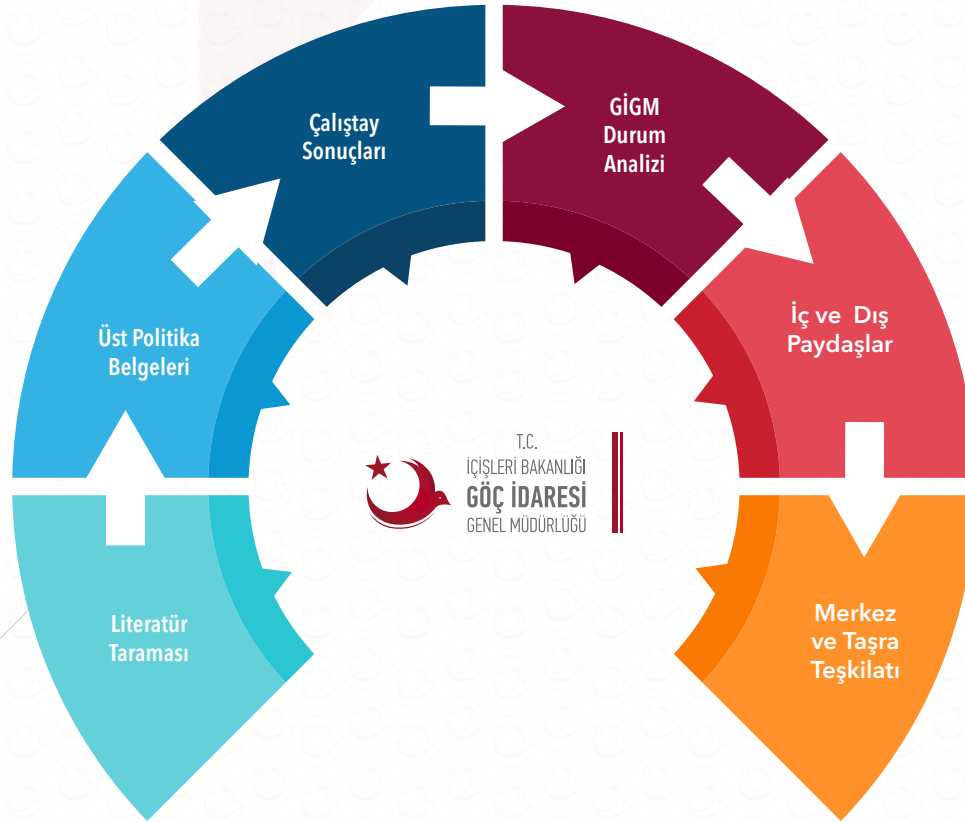 Literatür
Taraması
Üst Politika
Belgeleri
Çalıştay
Sonuçları
GİGM
Durum
Analizi
İç ve Dış
Paydaşlar
Merkez
ve Taşra
Teşkilatı
T.C.
İÇİŞLERİ BAKANLIĞI
GÖÇ İDARESİ
GENEL MÜDÜRLÜĞÜ